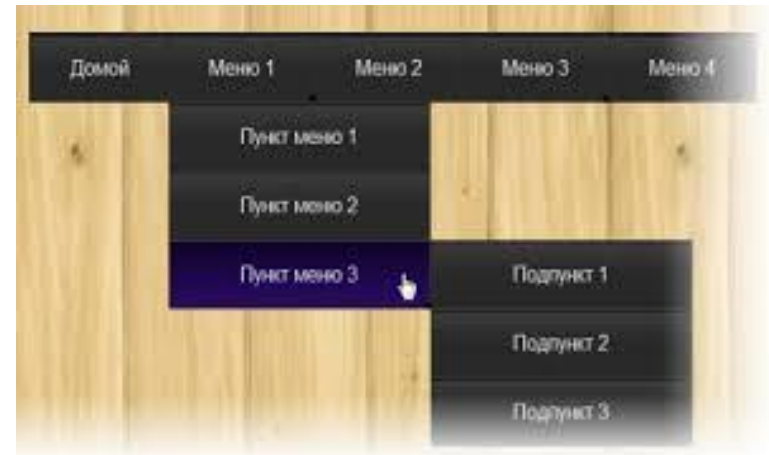 Домой Меню 1 Меню 2 Меню 3 Меню 4
Пункт меню 1
Пункт меню 2
Пункт меню 3 Подпункт 1
Подпункт 2
Подпункт 3